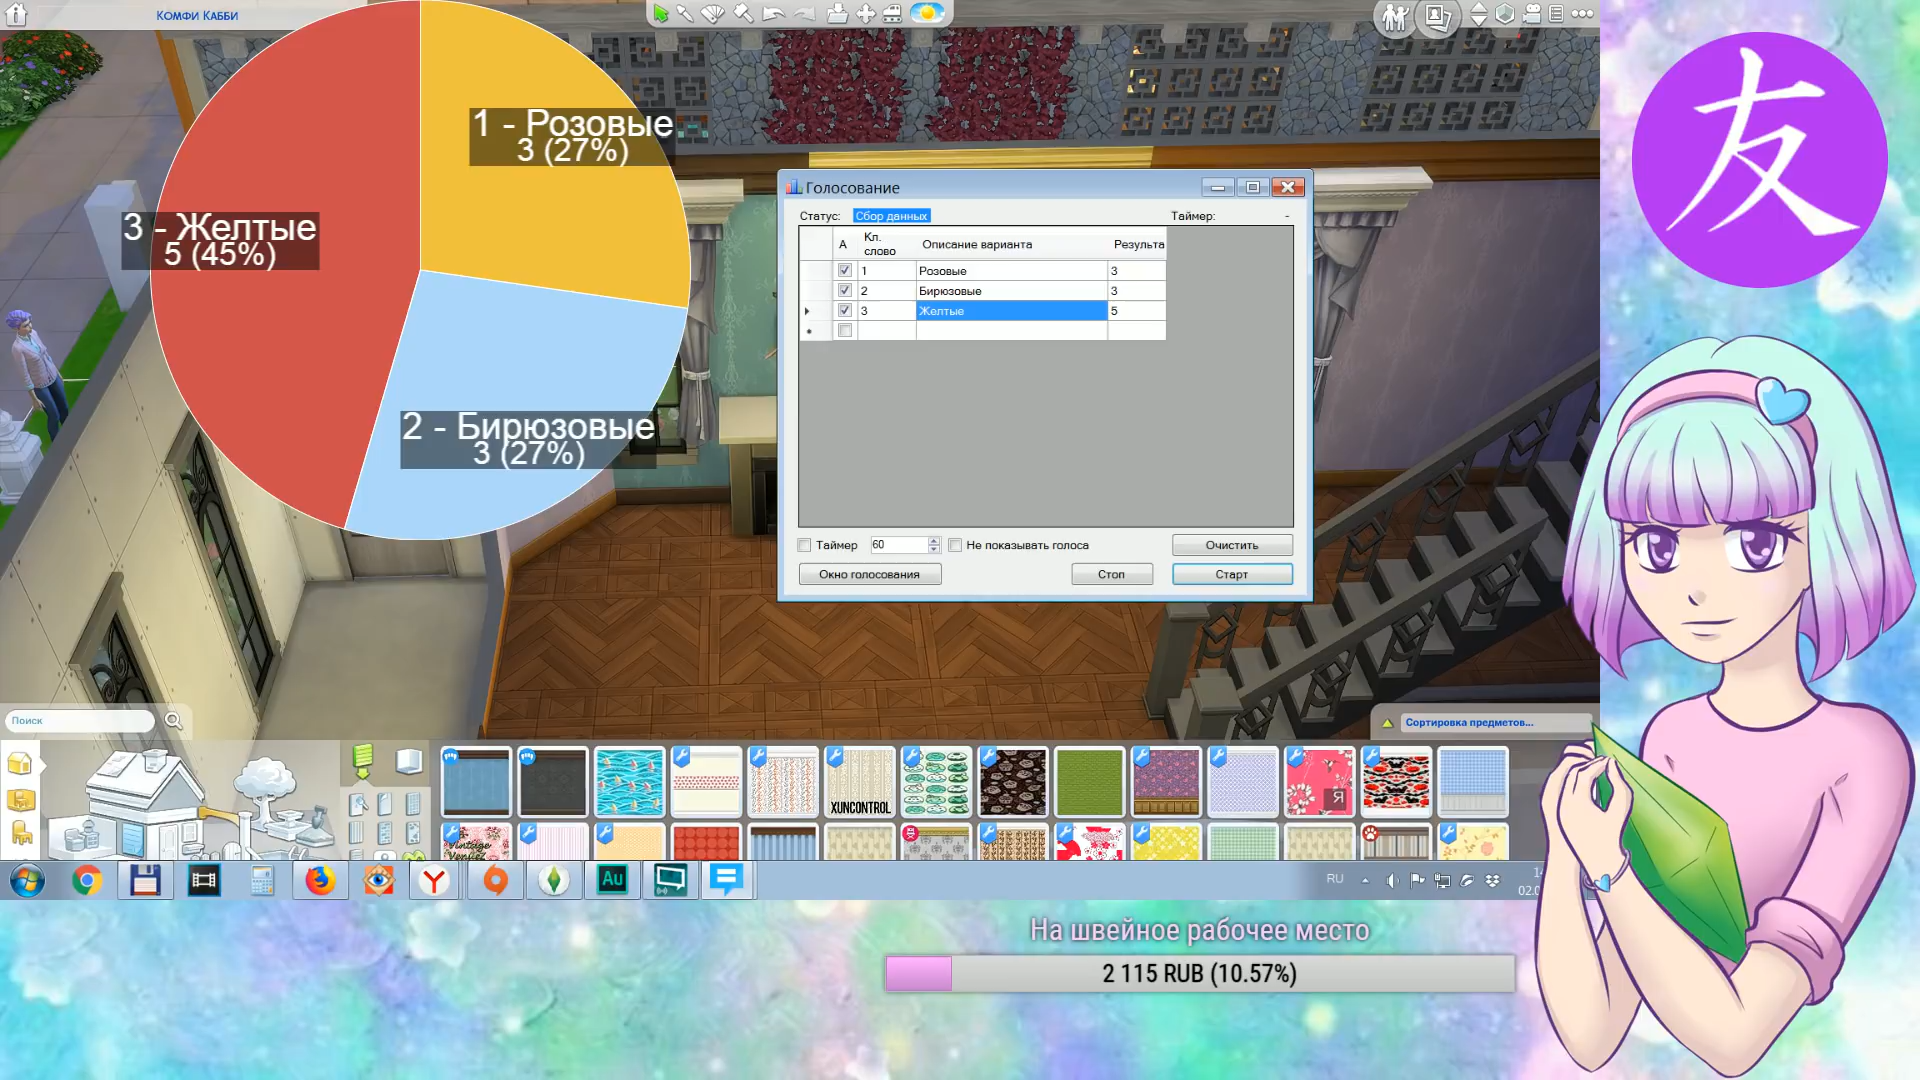 Комфи Кабби
1 - Розовые
3 (27%)
3 - Желтые
5 (45%)
2 - Бирюзовые
3 (27%)
Голосование
Статус: Сбор данных Таймер: -
А Кл. слово Описание варианта Результа
1 Розовые 3
2 Бирюзовые 3
3 Желтые 5
Таймер 60 Не показывать голоса Очистить
Окно голосования Стоп Старт
友
Поиск
Сортировка предметов...
XUNCONTROL
Я
Vintage
Au
RU
На швейное рабочее место
2 115 RUB (10.57%)